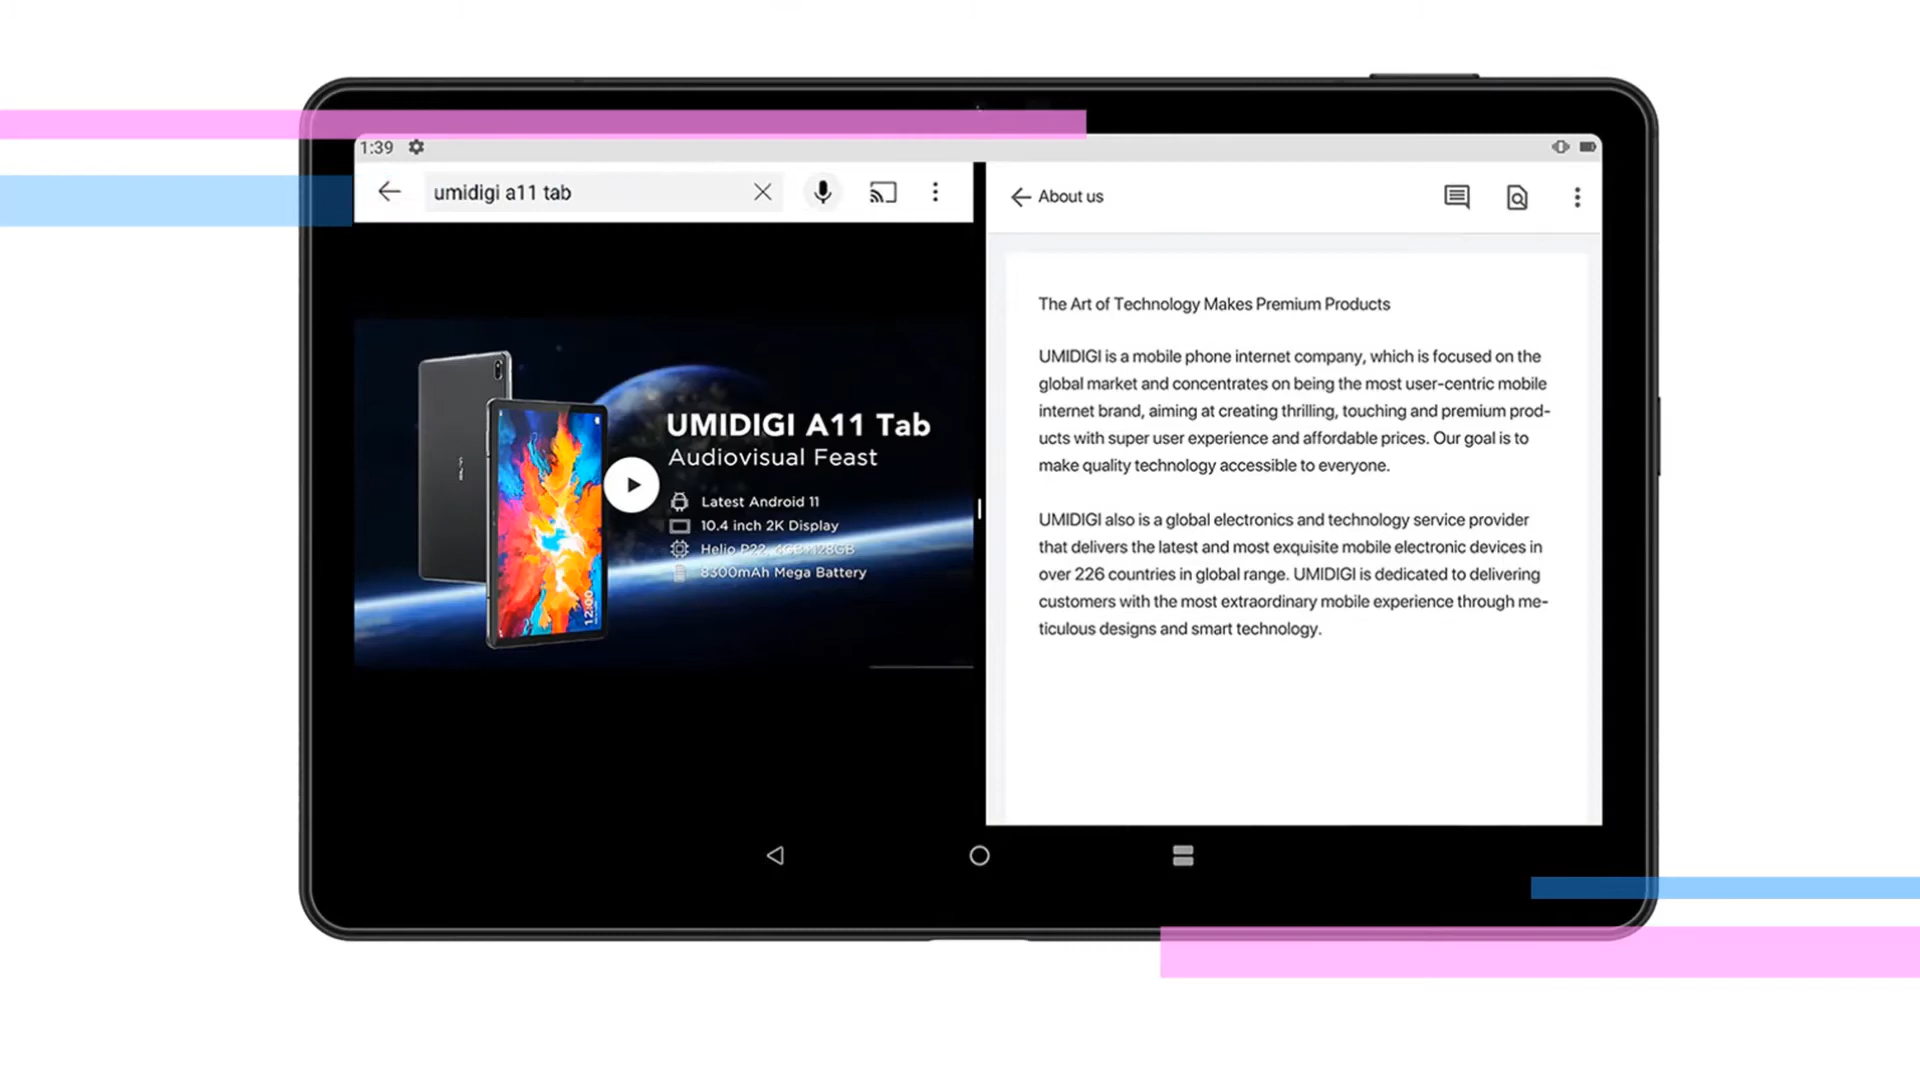 1:39
umidigi a11 tab
UMIDIGI A11 Tab
Audiovisual Feast
Latest Android 11
10.4 inch 2K Display
Helio P22, 4GB+128GB
8300mAh Mega Battery
12:00
About us
The Art of Technology Makes Premium Products
UMIDIGI is a mobile phone internet company, which is focused on the
global market and concentrates on being the most user-centric mobile
internet brand, aiming at creating thrilling, touching and premium prod-
ucts with super user experience and affordable prices. Our goal is to
make quality technology accessible to everyone.
UMIDIGI also is a global electronics and technology service provider
that delivers the latest and most exquisite mobile electronic devices in
over 226 countries in global range. UMIDIGI is dedicated to delivering
customers with the most extraordinary mobile experience through me-
ticulous designs and smart technology.